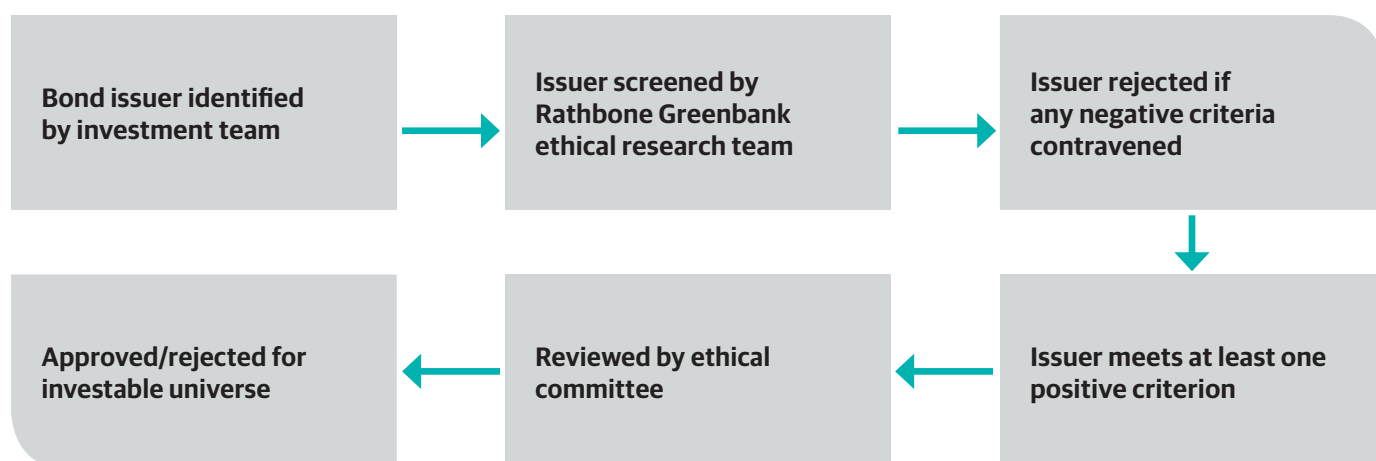 Bond issuer identified
by investment team
Issuer screened by
Rathbone Greenbank
ethical research team
Issuer rejected if
any negative criteria
contravened
Issuer meets at least one
positive criterion
Reviewed by ethical
committee
Approved/rejected for
investable universe